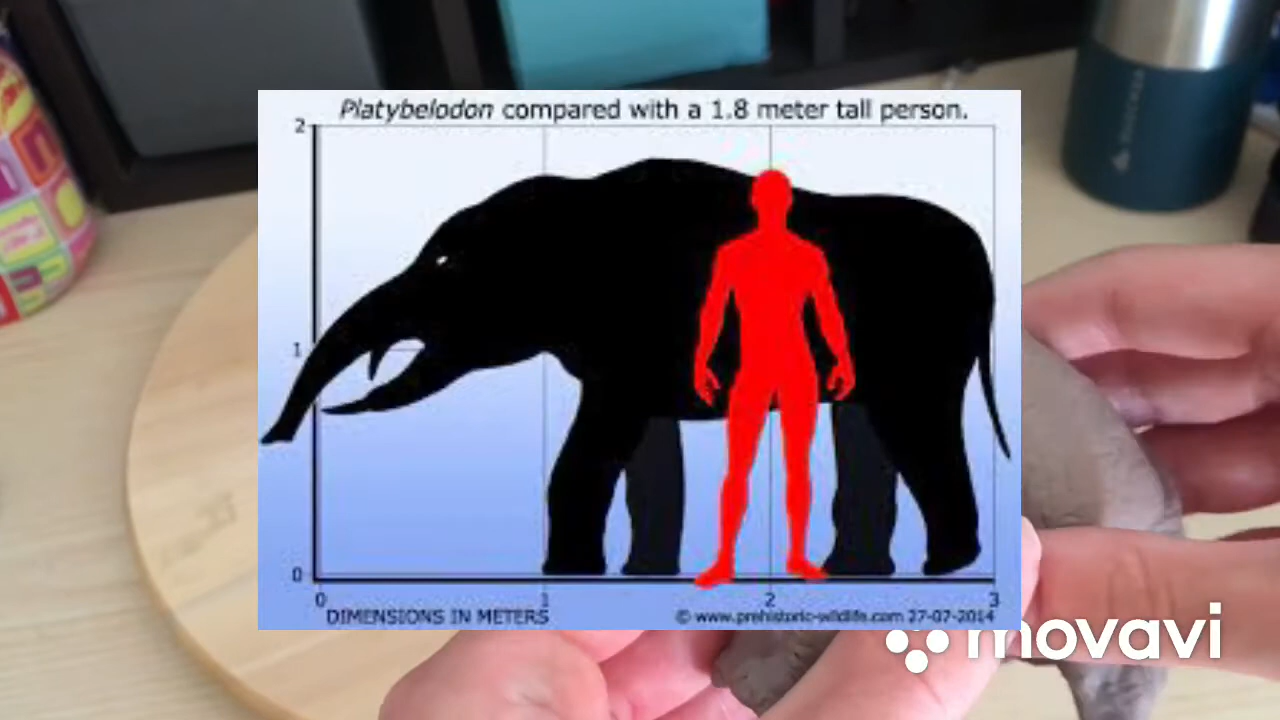 Platybelodon compared with a 1.8 meter tall person.
2
1
0
0 1 2 3
DIMENSIONS IN METERS © www.prehistoric-wildlife.com 27-07-2014
movavi